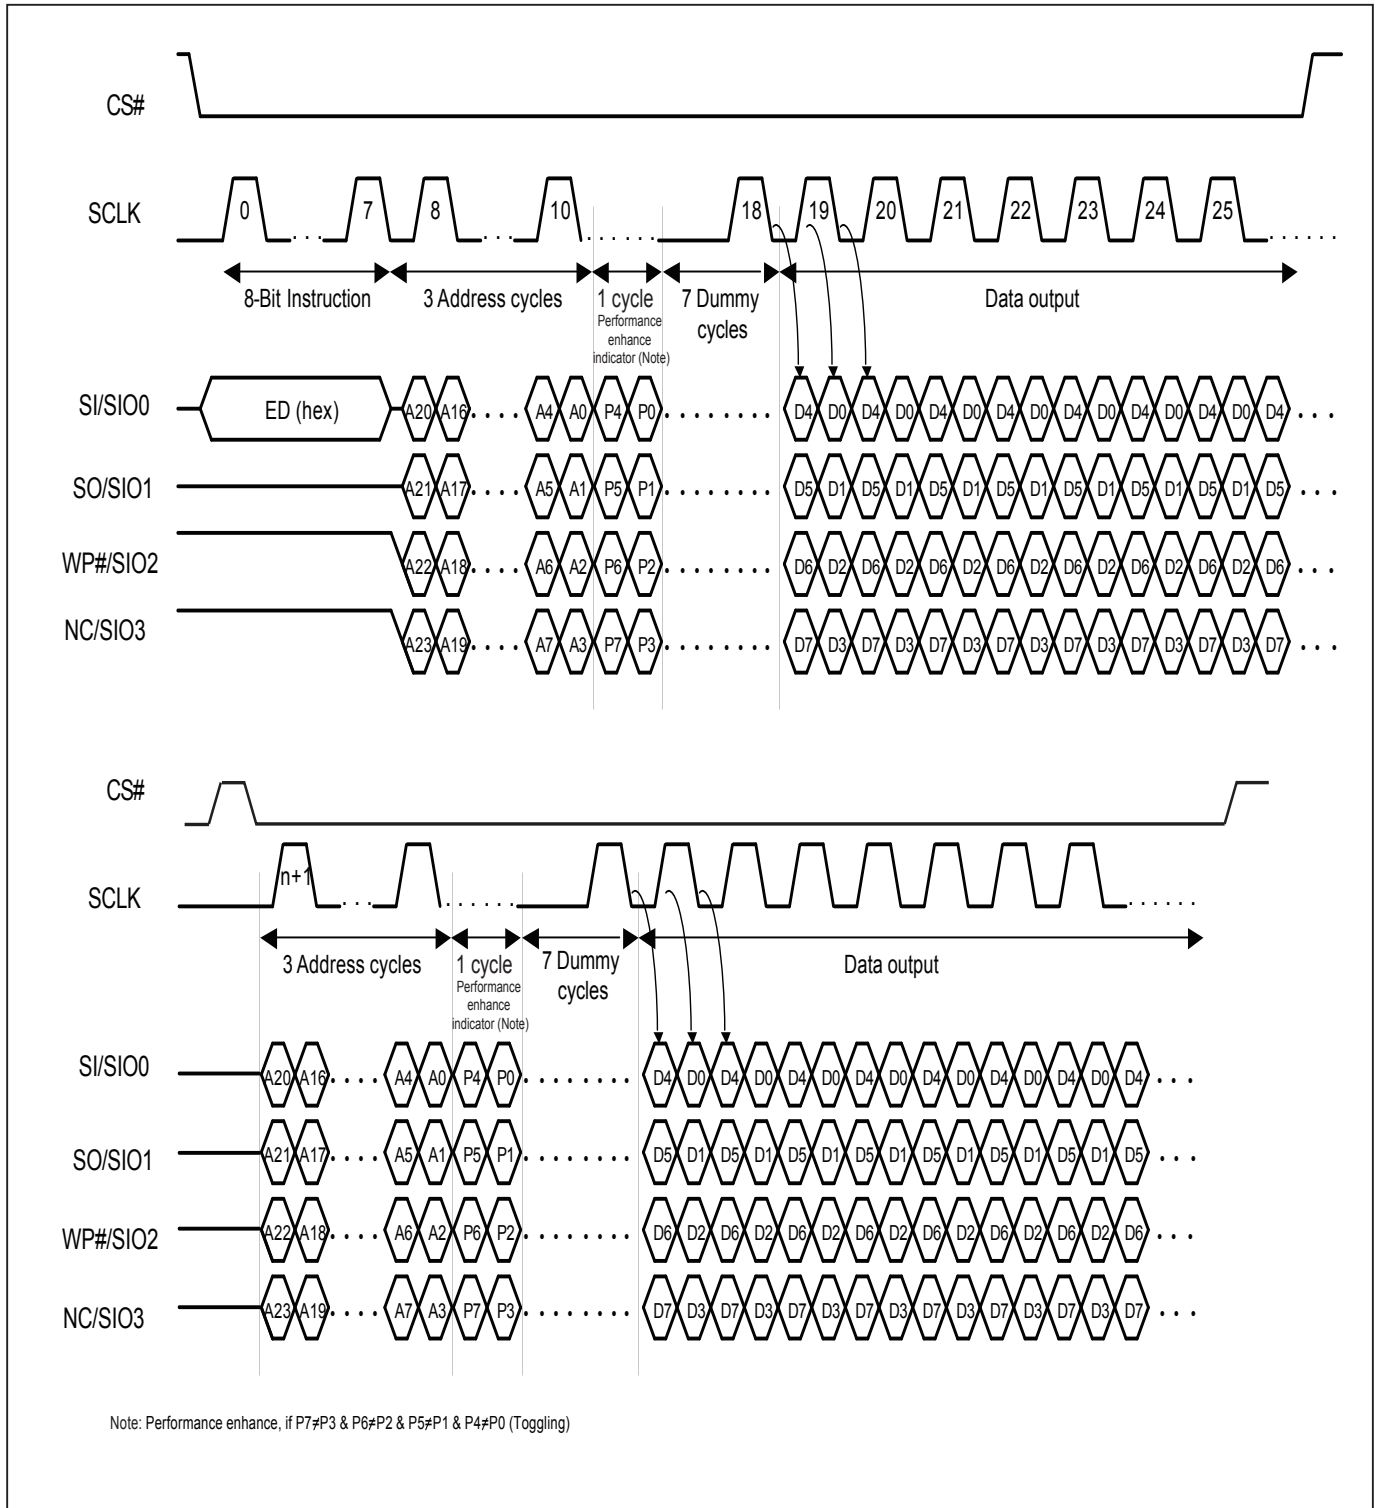 CS#
SCLK 0 7 8 10 18 19 20 21 22 23 24 25
8-Bit Instruction 3 Address cycles 1 cycle 7 Dummy Data output
Performance cycles
enhance
indicator (Note)
SI/SIO0 ED (hex) A20 A16 A4 A0 P4 P0 D4 D0 D4 D0 D4 D0 D4 D0 D4 D0 D4 D0 D4 D0 D4
SO/SIO1 A21 A17 A5 A1 P5 P1 D5 D1 D5 D1 D5 D1 D5 D1 D5 D1 D5 D1 D5 D1 D5
WP#/SIO2 A22 A18 A6 A2 P6 P2 D6 D2 D6 D2 D6 D2 D6 D2 D6 D2 D6 D2 D6 D2 D6
NC/SIO3 A23 A19 A7 A3 P7 P3 D7 D3 D7 D3 D7 D3 D7 D3 D7 D3 D7 D3 D7 D3 D7
CS#
SCLK n+1
3 Address cycles 1 cycle 7 Dummy Data output
Performance cycles
enhance
indicator (Note)
SI/SIO0 A20 A16 A4 A0 P4 P0 D4 D0 D4 D0 D4 D0 D4 D0 D4 D0 D4 D0 D4 D0 D4
SO/SIO1 A21 A17 A5 A1 P5 P1 D5 D1 D5 D1 D5 D1 D5 D1 D5 D1 D5 D1 D5 D1 D5
WP#/SIO2 A22 A18 A6 A2 P6 P2 D6 D2 D6 D2 D6 D2 D6 D2 D6 D2 D6 D2 D6 D2 D6
NC/SIO3 A23 A19 A7 A3 P7 P3 D7 D3 D7 D3 D7 D3 D7 D3 D7 D3 D7 D3 D7 D3 D7
Note: Performance enhance, if P7≠P3 & P6≠P2 & P5≠P1 & P4≠P0 (Toggling)